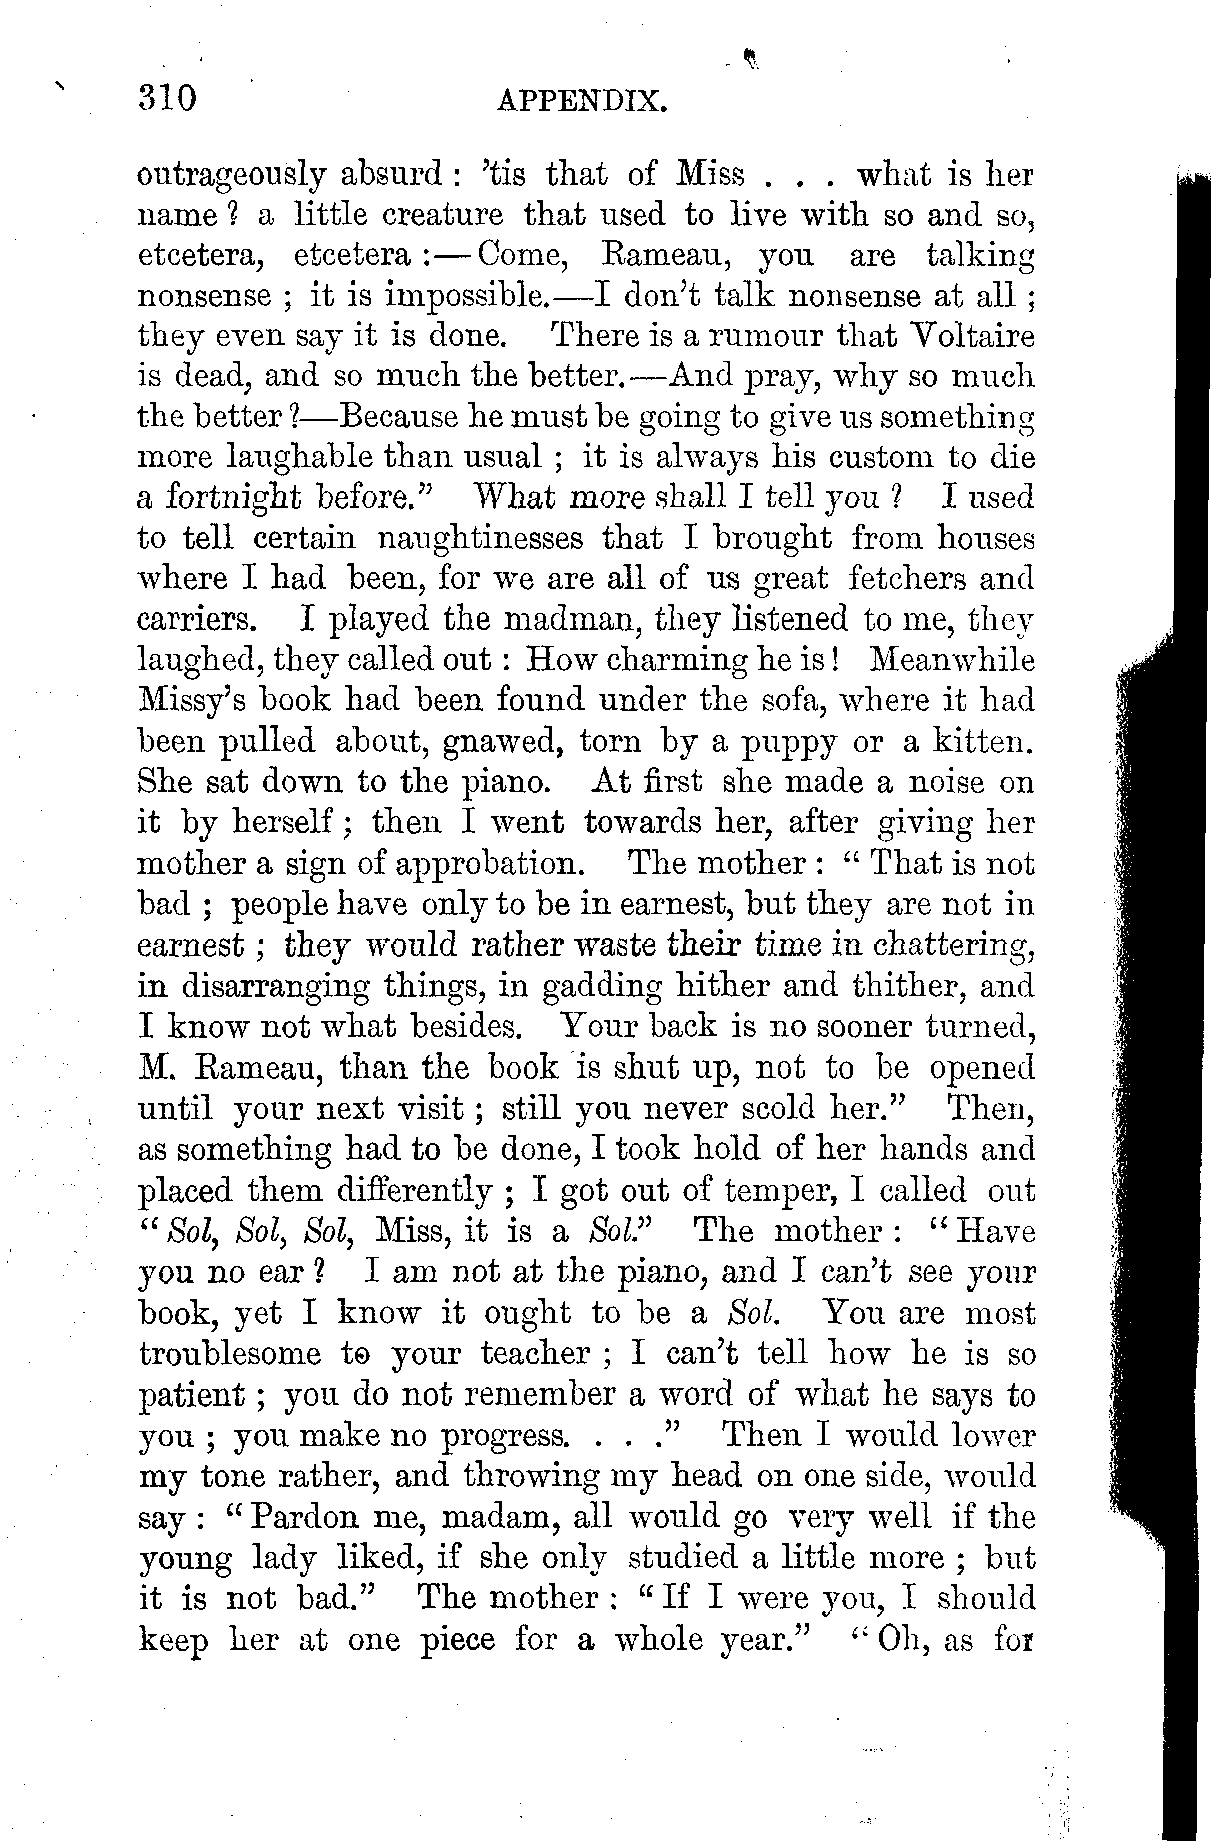 310 APPENDIX.
outrageously absurd : 'tis that of Miss . . . what is her
name ? a little creature that used to live with so and so,
etcetera, etcetera :— Come, Rameau, you are talking
nonsense ; it is impossible.—I don't talk nonsense at all ;
they even say it is done. There is a rumour that Voltaire
is dead, and so much the better.—And pray, why so much
the better ?—Because he must be going to give us something
more laughable than usual ; it is always his custom to die
a fortnight before." What more shall I tell you ? I used
to tell certain naughtinesses that I brought from houses
where I had been, for we are all of us great fetchers and
carriers. I played the madman, they listened to me, they
laughed, they called out : How charming he is ! Meanwhile
Missy's book had been found under the sofa, where it had
been pulled about, gnawed, torn by a puppy or a kitten.
She sat down to the piano. At first she made a noise on
it by herself ; then I went towards her, after giving her
mother a sign of approbation. The mother : " That is not
bad ; people have only to be in earnest, but they are not in
earnest ; they would rather waste their time in chattering,
in disarranging things, in gadding hither and thither, and
I know not what besides. Your back is no sooner turned,
M. Rameau, than the book is shut up, not to be opened
until your next visit ; still you never scold her." Then,
as something had to be done, I took hold of her hands and
placed them differently ; I got out of temper, I called out
" Sol, Sol, Sol, Miss, it is a Sol." The mother : " Have
you no ear ? I am not at the piano, and I can't see your
book, yet I know it ought to be a Sol. You are most
troublesome to your teacher ; I can't tell how he is so
patient ; you do not remember a word of what he says to
you ; you make no progress. . . ." Then I would lower
my tone rather, and throwing my head on one side, would
say : " Pardon me, madam, all would go very well if the
young lady liked, if she only studied a little more ; but
it is not bad." The mother : " If I were you, I should
keep her at one piece for a whole year." " Oh, as for